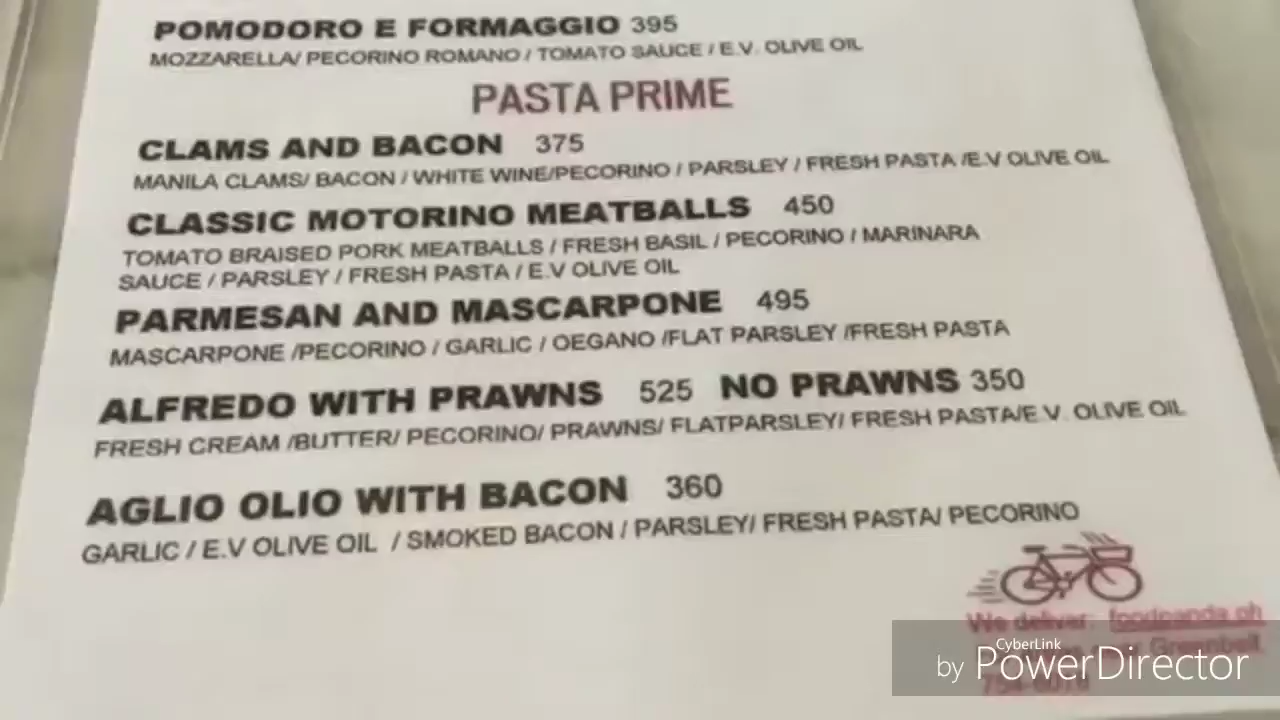 POMODORO E FORMAGGIO 395
MOZZARELLA/ PECORINO ROMANO / TOMATO SAUCE / E.V. OLIVE OIL
PASTA PRIME
CLAMS AND BACON 375
MANILA CLAMS/ BACON / WHITE WINE/PECORINO / PARSLEY / FRESH PASTA /E.V OLIVE OIL
CLASSIC MOTORINO MEATBALLS 450
TOMATO BRAISED PORK MEATBALLS / FRESH BASIL / PECORINO / MARINARA
SAUCE / PARSLEY / FRESH PASTA / E.V OLIVE OIL
PARMESAN AND MASCARPONE 495
MASCARPONE /PECORINO / GARLIC / OEGANO /FLAT PARSLEY /FRESH PASTA
ALFREDO WITH PRAWNS 525 NO PRAWNS 350
FRESH CREAM /BUTTER/ PECORINO/ PRAWNS/ FLATPARSLEY/ FRESH PASTA/E.V. OLIVE OIL
AGLIO OLIO WITH BACON 360
GARLIC / E.V OLIVE OIL / SMOKED BACON / PARSLEY/ FRESH PASTA/ PECORINO
We deliver: foodpanda.ph
Greenbelt
by CyberLink PowerDirector